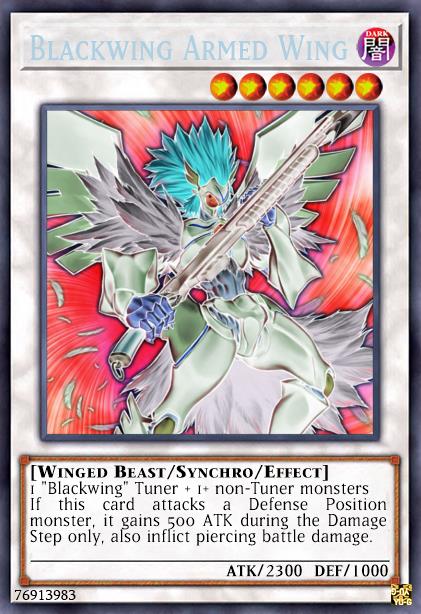 Blackwing Armed Wing
DARK
闇
[Winged Beast/Synchro/Effect]
1 "Blackwing" Tuner + 1+ non-Tuner monsters
If this card attacks a Defense Position
monster, it gains 500 ATK during the Damage
Step only, also inflict piercing battle damage.
ATK/2300 DEF/1000
76913983